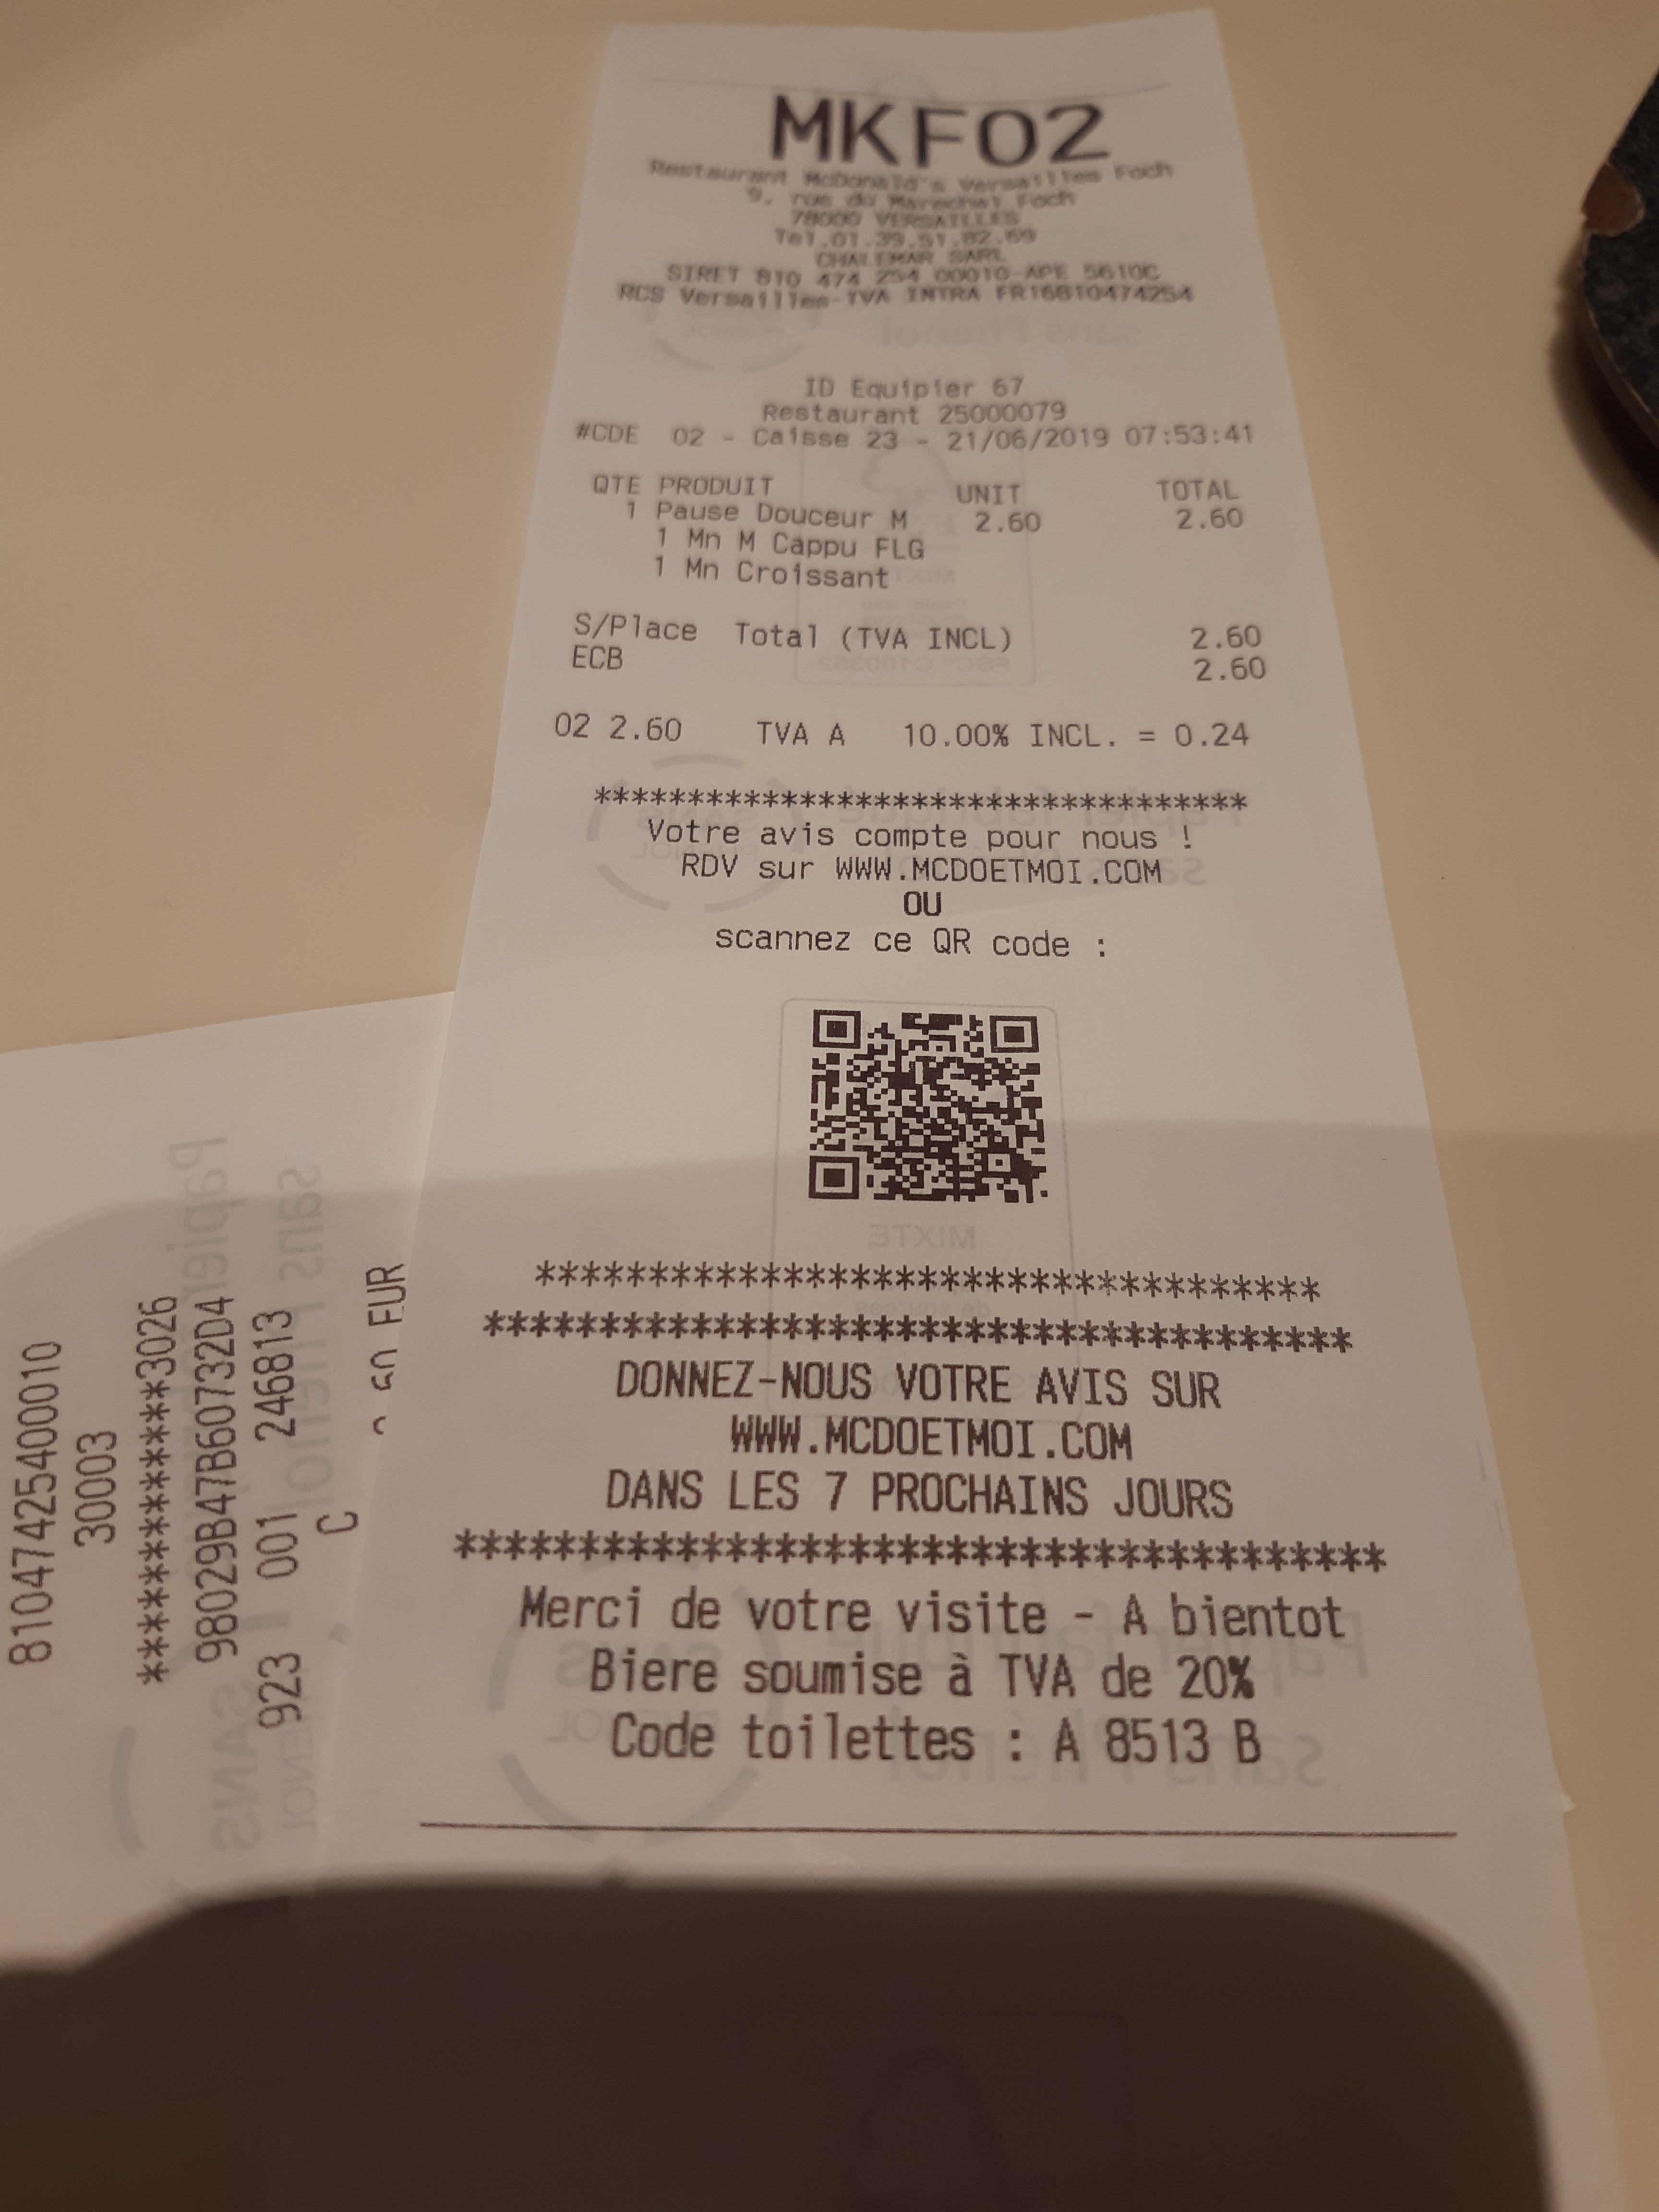 MKFO2
Restaurant McDonald's Versailles Foch
9, rue du Marechal Foch
78000 VERSAILLES
Tel.01.39.51.82.69
CHALEMAR SARL
SIRET 810 474 254 00010-APE 5610C
RCS Versailles-TVA INTRA FR16810474254
ID Equipier 67
Restaurant 25000079
#CDE 02 - Caisse 23 - 21/06/2019 07:53:41
QTE PRODUIT UNIT TOTAL
1 Pause Douceur M 2.60 2.60
1 Mn M Cappu FLG
1 Mn Croissant
S/Place Total (TVA INCL) 2.60
ECB 2.60
02 2.60 TVA A 10.00% INCL. = 0.24
***********************************
Votre avis compte pour nous !
RDV sur WWW.MCDOETMOI.COM
OU
scannez ce QR code :
***********************************
**************************************
DONNEZ-NOUS VOTRE AVIS SUR
WWW.MCDOETMOI.COM
DANS LES 7 PROCHAINS JOURS
**************************************
Merci de votre visite - A bientot
Biere soumise à TVA de 20%
Code toilettes : A 8513 B
81047425400010
30003
************3026
98029B47B60732D4
923 001 246813
C
EUR